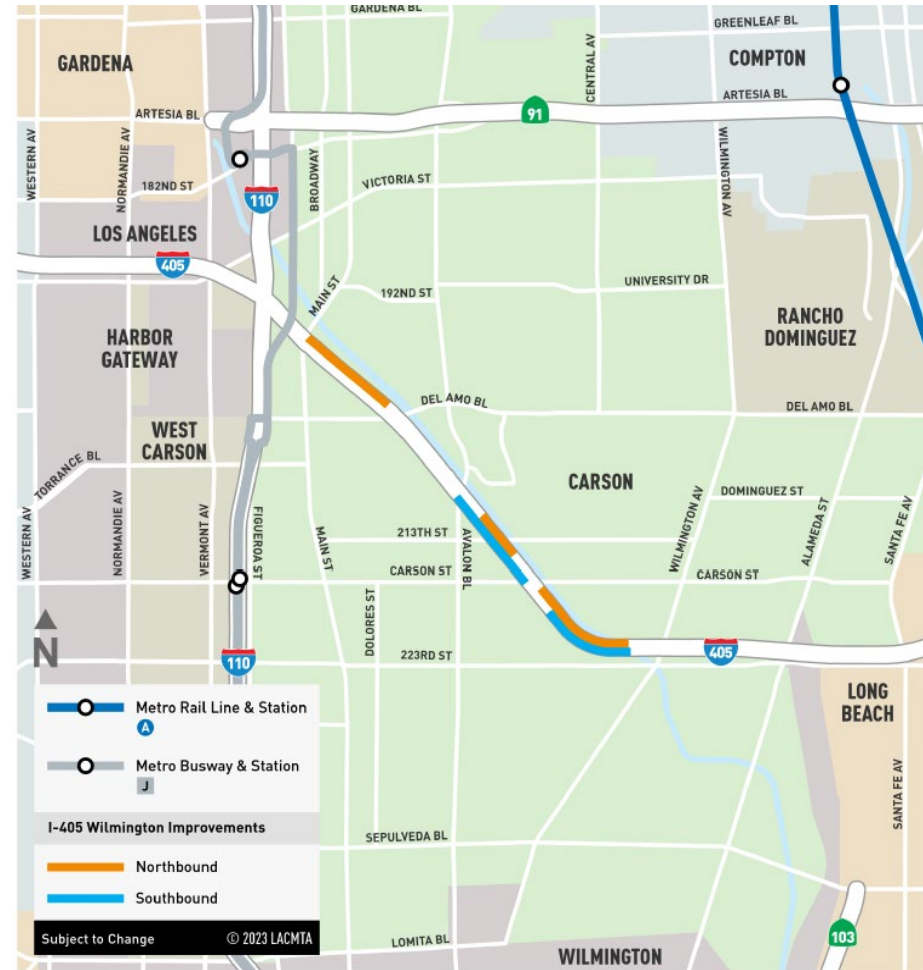 GARDENA BL
GREENLEAF BL
GARDENA
COMPTON
CENTRAL AV
ARTESIA BL
ARTESIA BL
91
WESTERN AV
NORMANDIE AV
BROADWAY
WILMINGTON AV
182ND ST
VICTORIA ST
110
LOS ANGELES
405
MAIN ST
192ND ST
UNIVERSITY DR
HARBOR
GATEWAY
RANCHO
DOMINGUEZ
DEL AMO BL
DEL AMO BL
WEST
CARSON
TORRANCE BL
CARSON
WESTERN AV
NORMANDIE AV
VERMONT AV
FIGUEROA ST
MAIN ST
AVALON BL
WILMINGTON AV
DOMINGUEZ ST
ALAMEDA ST
SANTA FE AV
213TH ST
CARSON ST
CARSON ST
DOLORES ST
N
110
223RD ST
405
LONG
BEACH
Metro Rail Line & Station
A
Metro Busway & Station
J
SANTA FE AV
I-405 Wilmington Improvements
SEPULVEDA BL
Northbound
Southbound
Subject to Change
© 2023 LACMTA
LOMITA BL
WILMINGTON
103